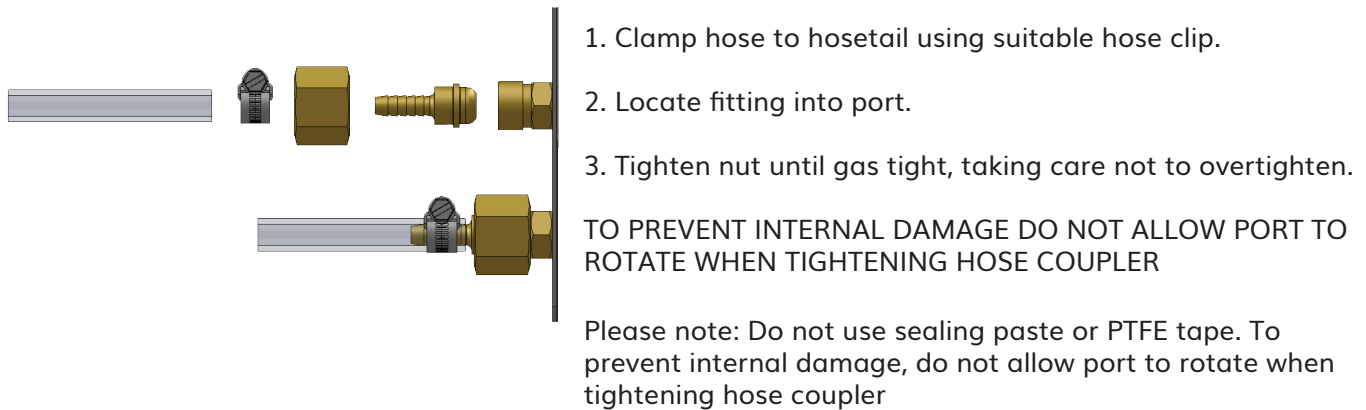 1. Clamp hose to hosetail using suitable hose clip.
2. Locate fitting into port.
3. Tighten nut until gas tight, taking care not to overtighten.
TO PREVENT INTERNAL DAMAGE DO NOT ALLOW PORT TO
ROTATE WHEN TIGHTENING HOSE COUPLER
Please note: Do not use sealing paste or PTFE tape. To
prevent internal damage, do not allow port to rotate when
tightening hose coupler